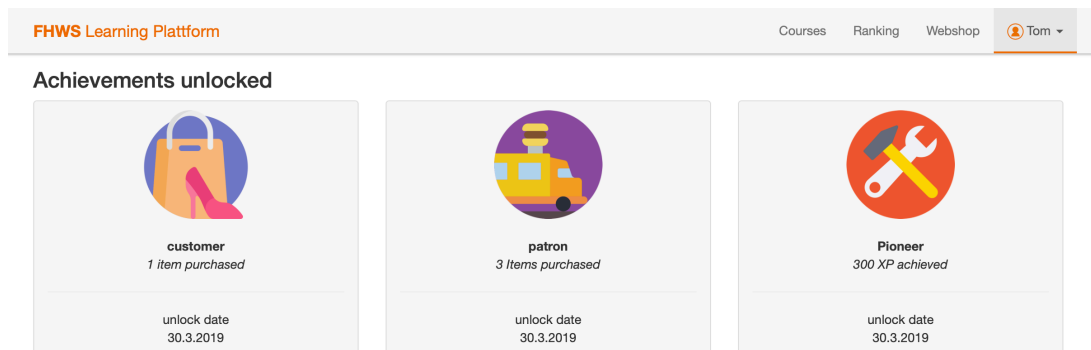 FHWS Learning Plattform
Courses
Ranking
Webshop
Tom
Achievements unlocked
customer
1 item purchased
unlock date
30.3.2019
patron
3 Items purchased
unlock date
30.3.2019
Pioneer
300 XP achieved
unlock date
30.3.2019